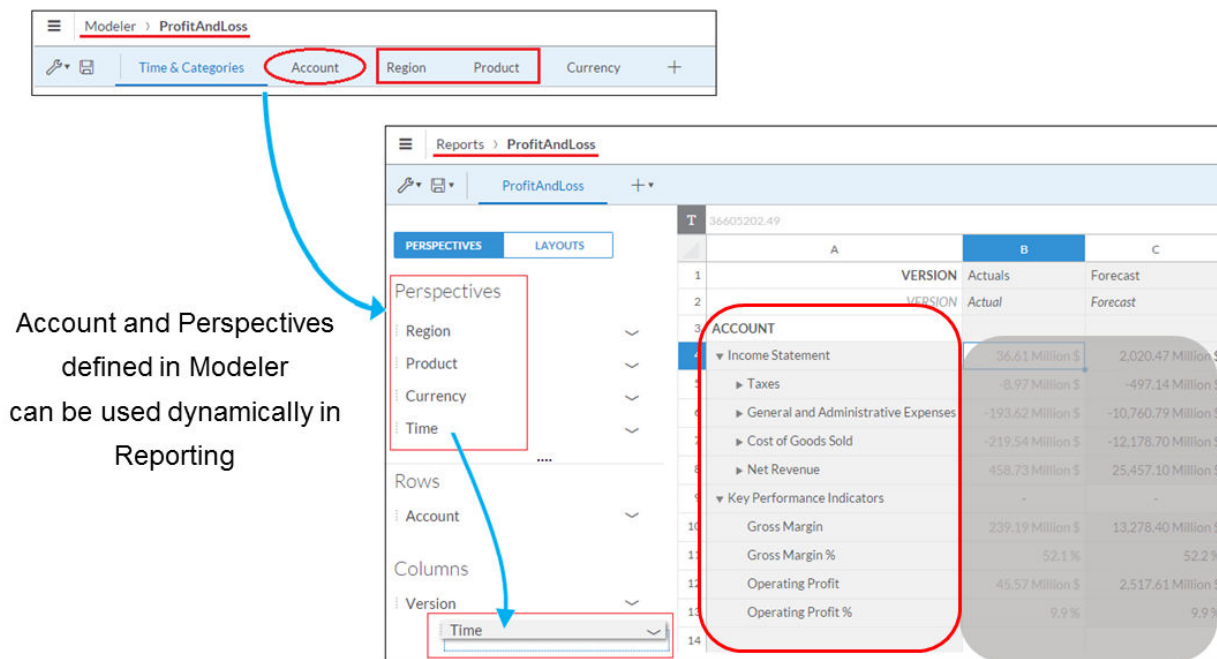 Modeler > ProfitAndLoss
Time & Categories Account Region Product Currency +
Reports > ProfitAndLoss
ProfitAndLoss +
T 36605202.49
PERSPECTIVES LAYOUTS
A B C
1 VERSION Actuals Forecast
Perspectives
2 VERSION Actual Forecast
Account and Perspectives
defined in Modeler
can be used dynamically in
Reporting
Region
3 ACCOUNT
4 Income Statement 36.61 Million $ 2,020.47 Million $
Product
5 Taxes -8.97 Million $ -497.14 Million $
Currency
6 General and Administrative Expenses -193.62 Million $ -10,760.79 Million $
Time
7 Cost of Goods Sold -219.54 Million $ -12,178.70 Million $
Rows
8 Net Revenue 458.73 Million $ 25,457.10 Million $
9 Key Performance Indicators - -
Account
10 Gross Margin 239.19 Million $ 13,278.40 Million $
11 Gross Margin % 52.1 % 52.2 %
Columns
12 Operating Profit 45.57 Million $ 2,517.61 Million $
Version
13 Operating Profit % 9.9 % 9.9 %
Time
14